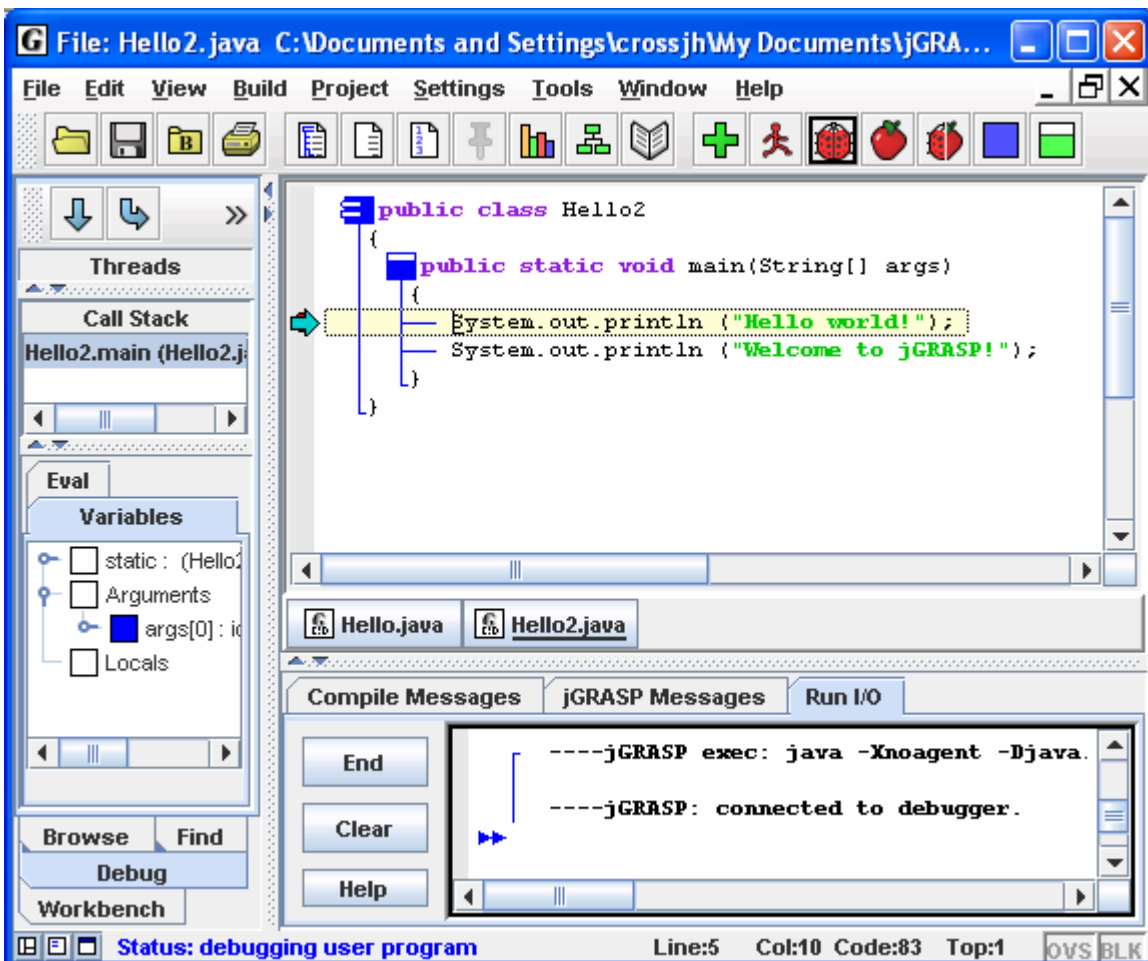 File: Hello2.java C:\Documents and Settings\crossjh\My Documents\jGRA...
File Edit View Build Project Settings Tools Window Help
Threads
Call Stack
Hello2.main (Hello2.j
Eval
Variables
static : (Hello2
Arguments
args[0] : id
Locals
Browse Find
Debug
Workbench
public class Hello2
{
public static void main(String[] args)
{
System.out.println ("Hello world!");
System.out.println ("Welcome to jGRASP!");
}
}
Hello.java Hello2.java
Compile Messages jGRASP Messages Run I/O
End
Clear
Help
----jGRASP exec: java -Xnoagent -Djava.
----jGRASP: connected to debugger.
Status: debugging user program Line:5 Col:10 Code:83 Top:1 OVS BLK